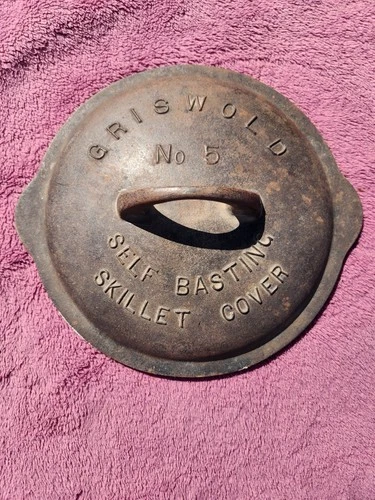 GRISWOLD
No 5
SELF BASTING
SKILLET COVER